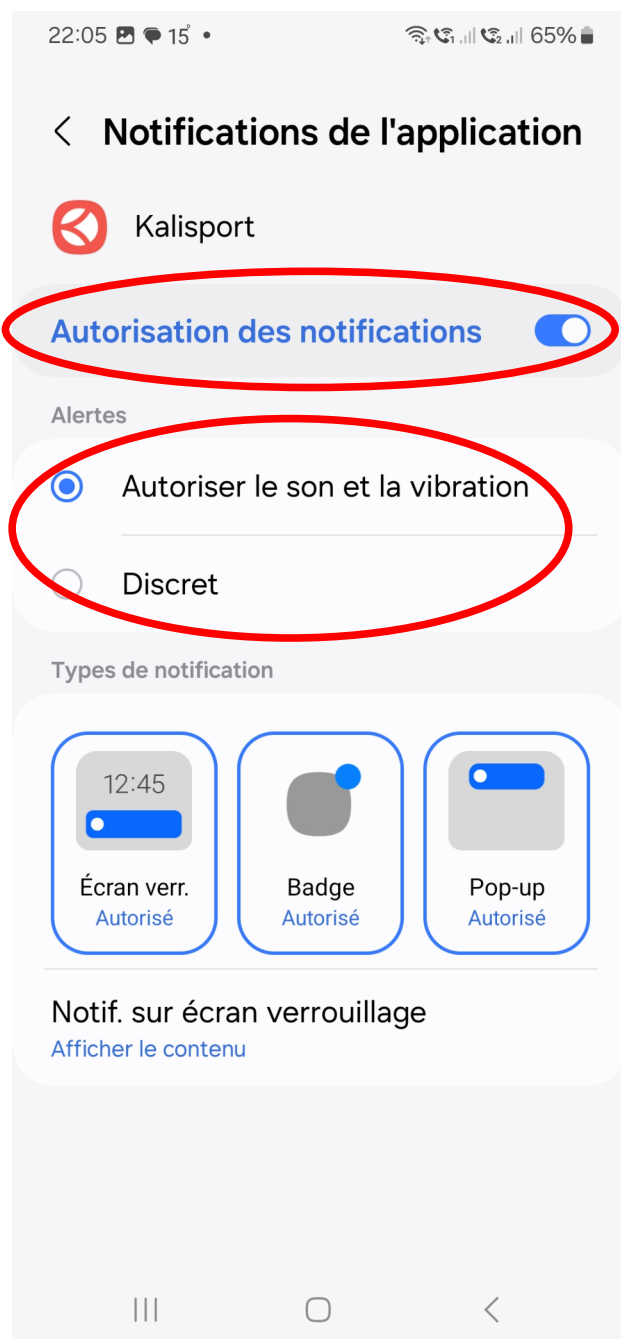 22:05 15° 65%
Notifications de l'application
Kalisport
Autorisation des notifications
Alertes
Autoriser le son et la vibration
Discret
Types de notification
12:45
Écran verr. Badge Pop-up
Autorisé Autorisé Autorisé
Notif. sur écran verrouillage
Afficher le contenu